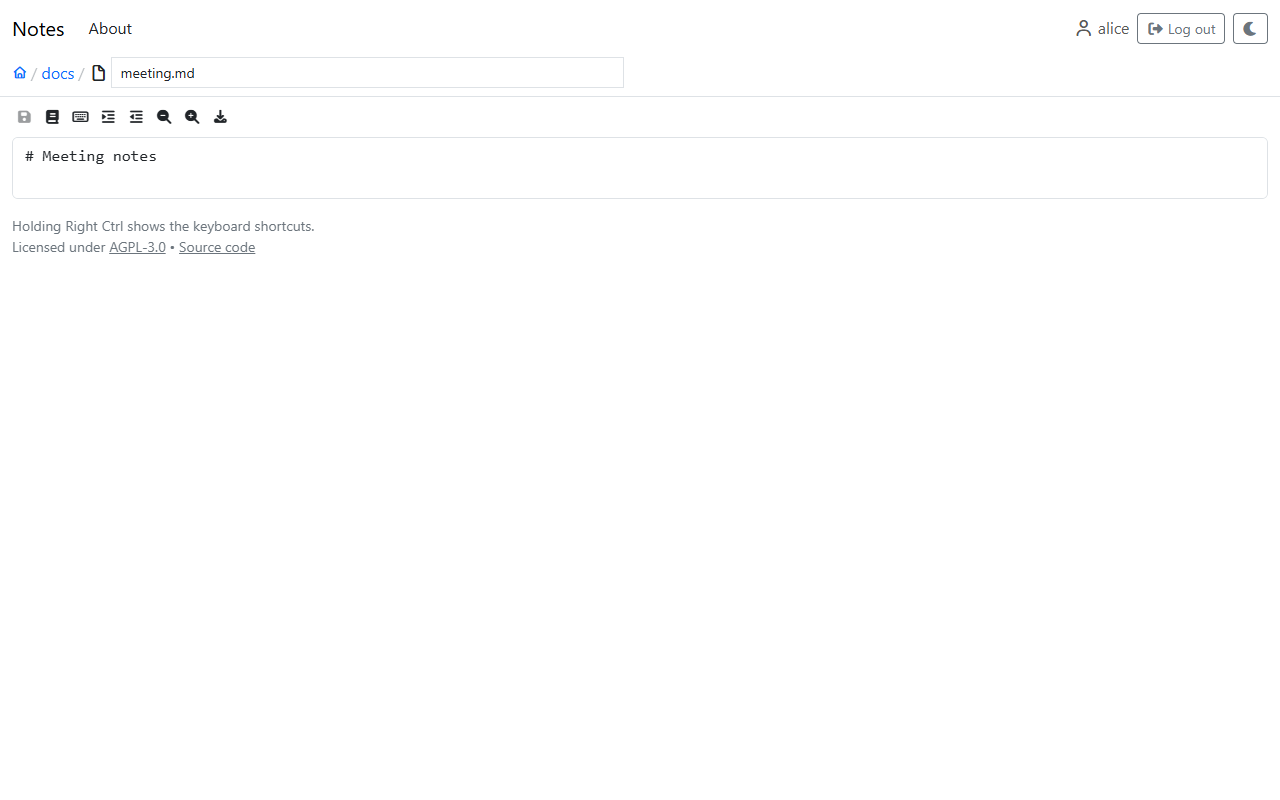 Notes About alice Log out
/ docs / meeting.md
# Meeting notes
Holding Right Ctrl shows the keyboard shortcuts.
Licensed under AGPL-3.0 • Source code